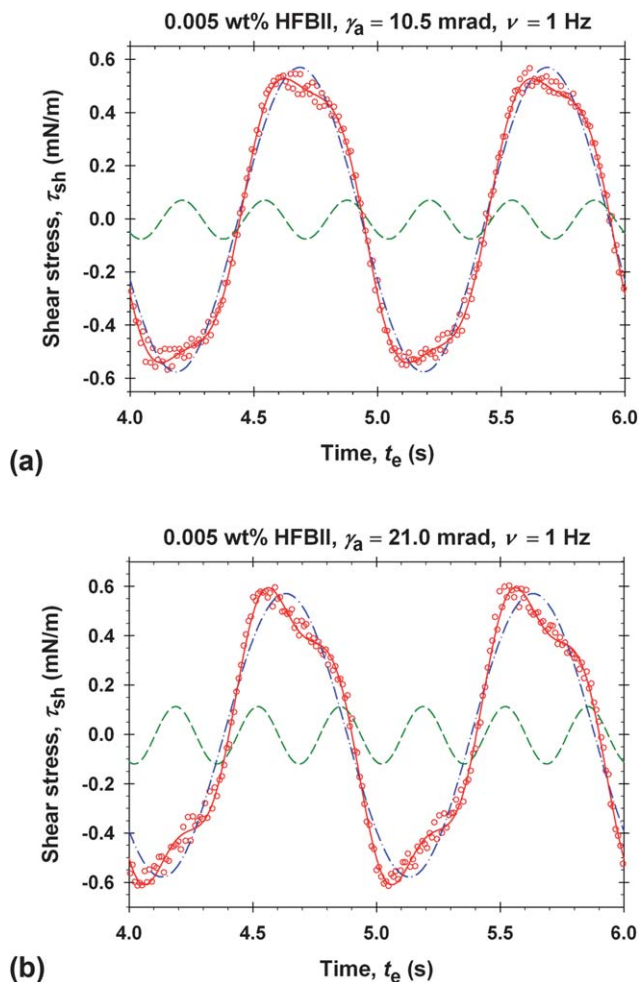 0.005 wt% HFBII, γa = 10.5 mrad, ν = 1 Hz
Shear stress, τsh (mN/m)
0.6
0.4
0.2
0.0
-0.2
-0.4
-0.6
4.0 4.5 5.0 5.5 6.0
Time, te (s)
(a)
0.005 wt% HFBII, γa = 21.0 mrad, ν = 1 Hz
Shear stress, τsh (mN/m)
0.6
0.4
0.2
0.0
-0.2
-0.4
-0.6
4.0 4.5 5.0 5.5 6.0
Time, te (s)
(b)